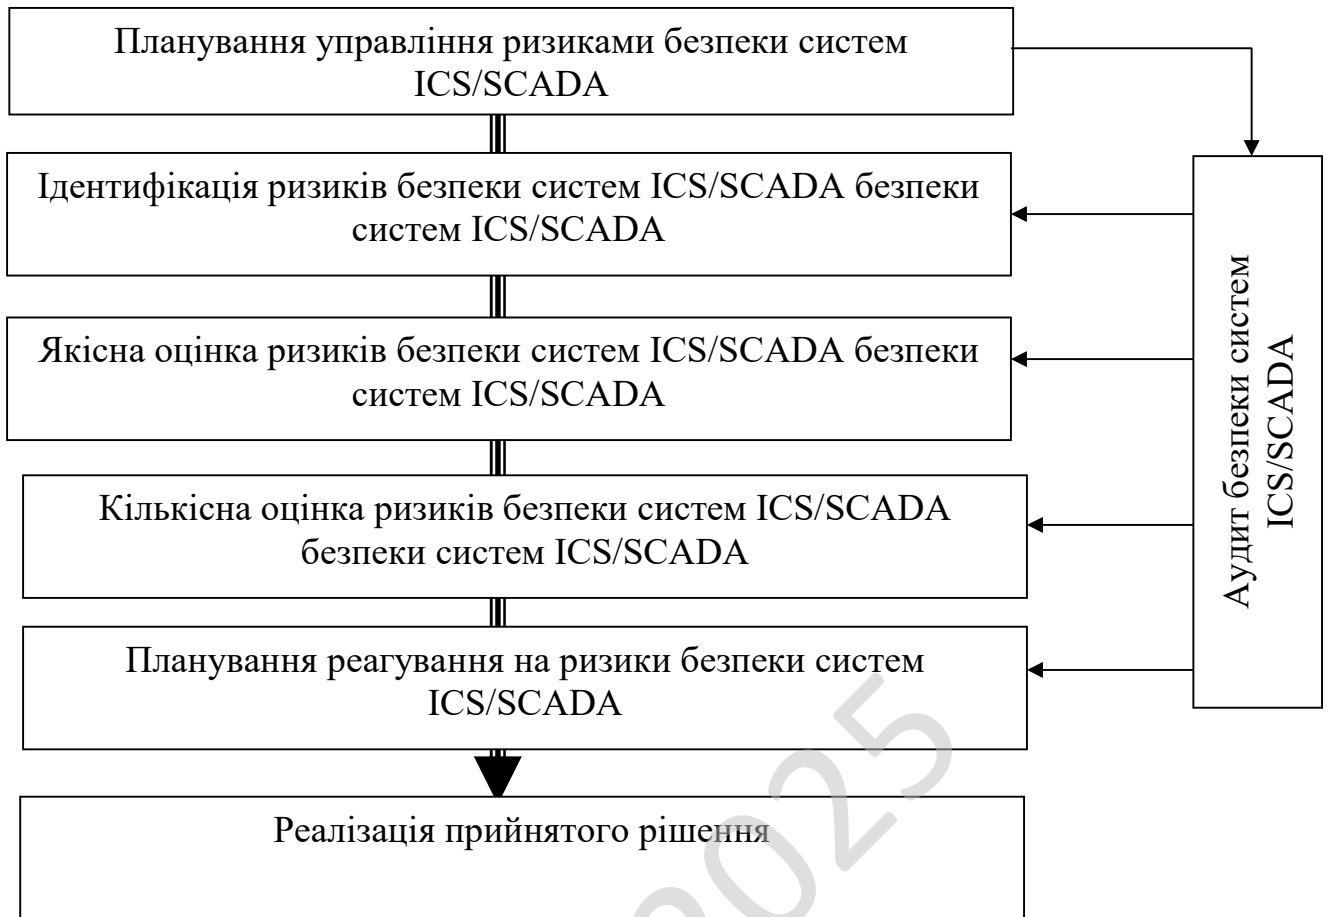 Планування управління ризиками безпеки систем
ICS/SCADA
Ідентифікація ризиків безпеки систем ICS/SCADA безпеки
систем ICS/SCADA
Якісна оцінка ризиків безпеки систем ICS/SCADA безпеки
систем ICS/SCADA
Кількісна оцінка ризиків безпеки систем ICS/SCADA
безпеки систем ICS/SCADA
Планування реагування на ризики безпеки систем
ICS/SCADA
Реалізація прийнятого рішення
Аудит безпеки систем
ICS/SCADA
2025